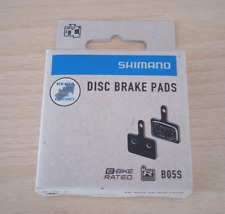 SHIMANO
DISC BRAKE PADS
E-BIKE
RATED
R
B05S